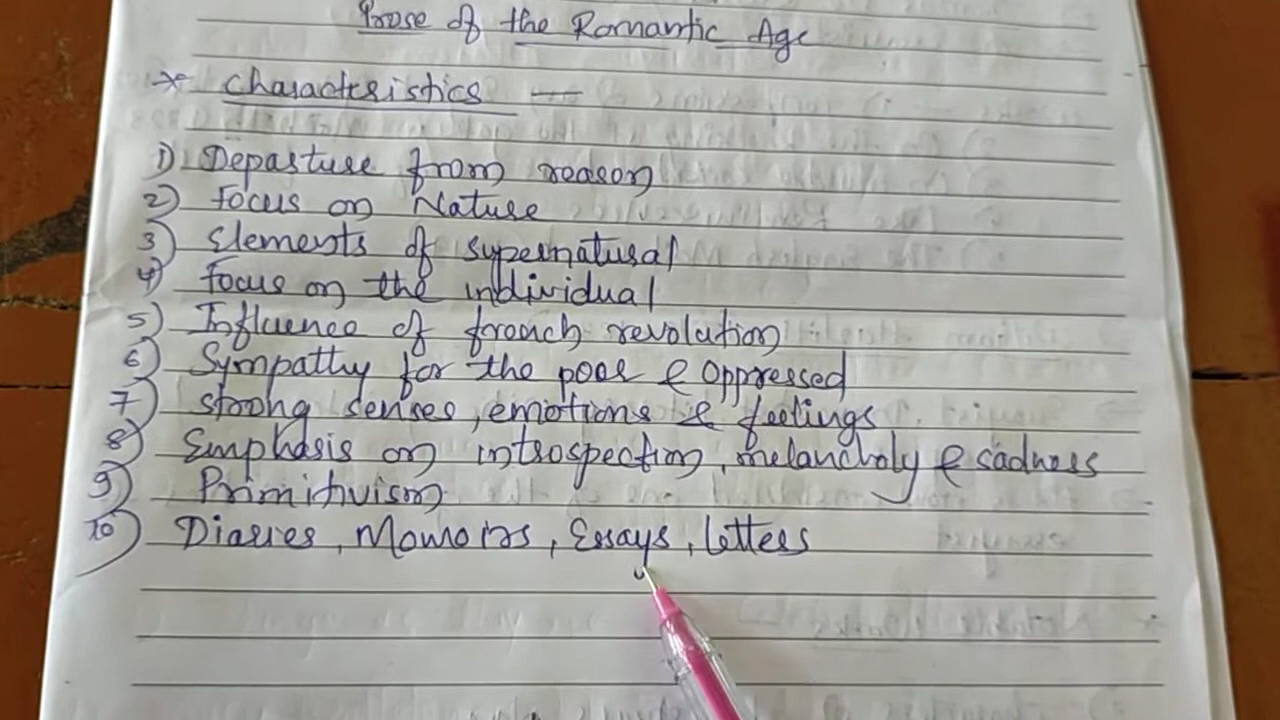 Prose of the Romantic Age
* Characteristics —
1) Departure from reason
2) Focus on Nature
3) Elements of supernatural
4) Focus on the individual
5) Influence of french revolution
6) Sympathy for the poor & oppressed
7) strong senses, emotions & feelings
8) Emphasis on introspection, melancholy & sadness
9) Primitivism
10) Diaries, Memoirs, Essays, letters